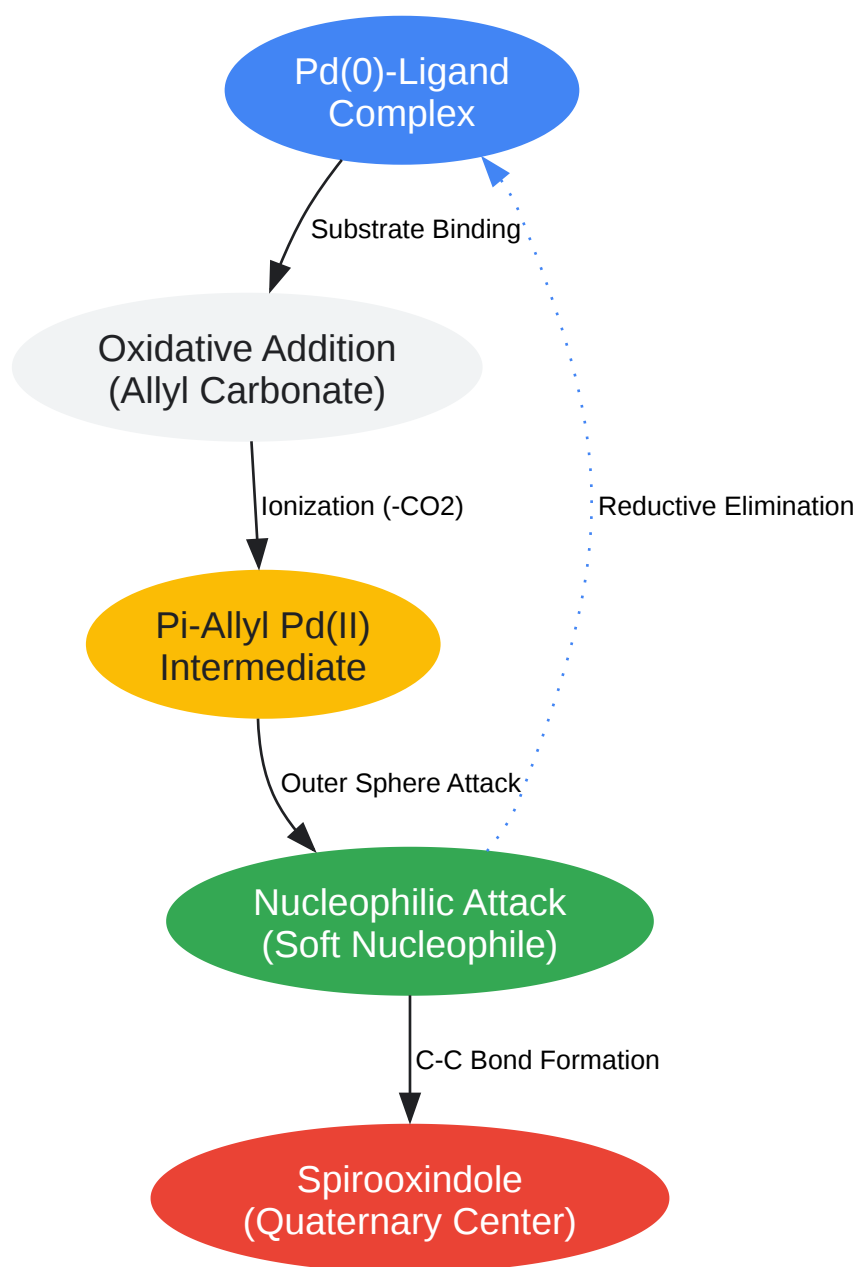 Pd(0)-Ligand
Complex
Substrate Binding
Oxidative Addition
(Allyl Carbonate)
Ionization (-CO2)
Reductive Elimination
Pi-Allyl Pd(II)
Intermediate
Outer Sphere Attack
Nucleophilic Attack
(Soft Nucleophile)
C-C Bond Formation
Spirooxindole
(Quaternary Center)